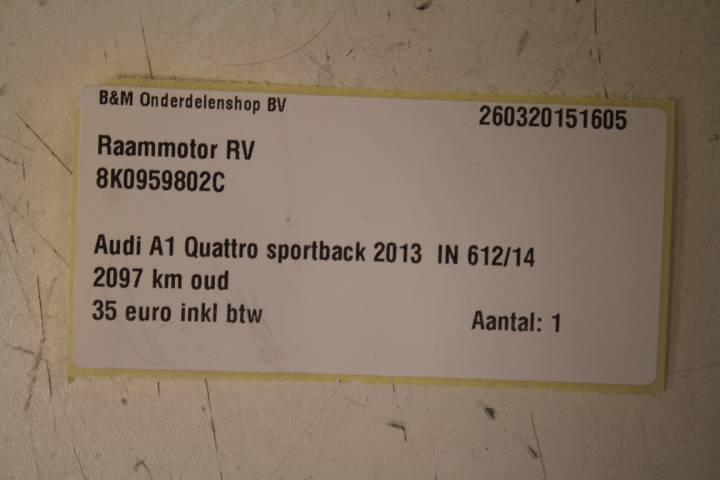 B&M Onderdelenshop BV
260320151605
Raammotor RV
8K0959802C
Audi A1 Quattro sportback 2013 IN 612/14
2097 km oud
35 euro inkl btw
Aantal: 1